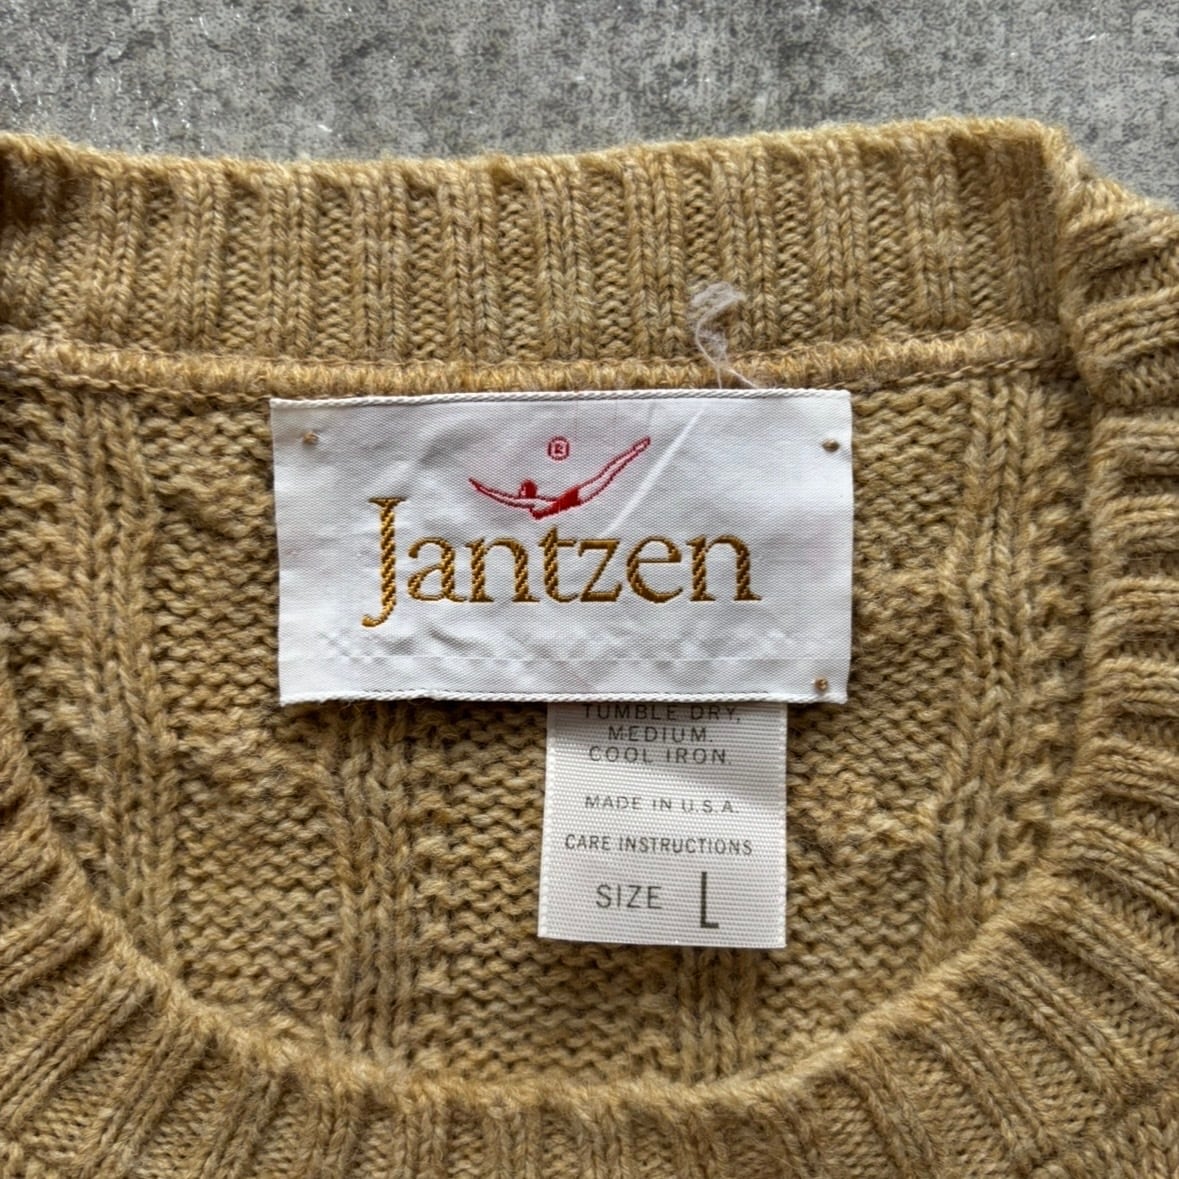 ®
Jantzen
TUMBLE DRY,
MEDIUM.
COOL IRON.
MADE IN U.S.A.
CARE INSTRUCTIONS
SIZE L